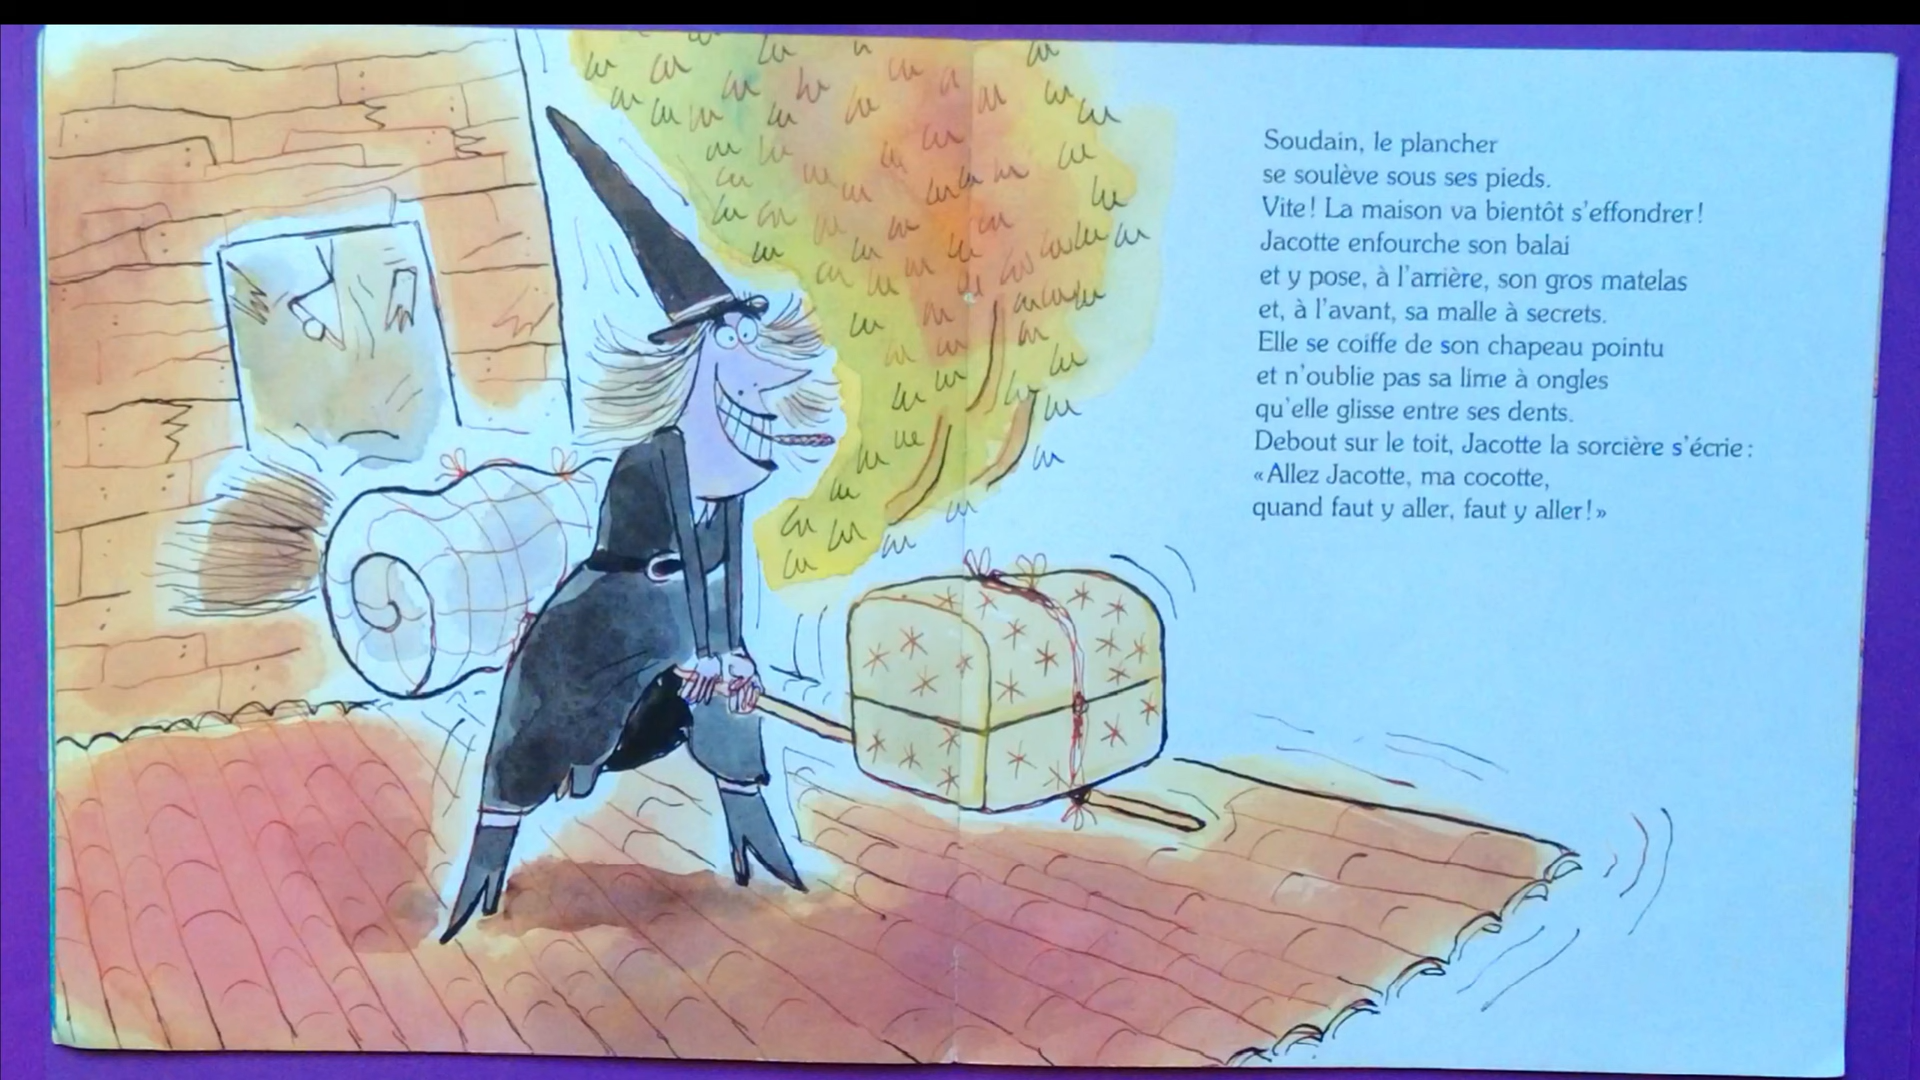 Soudain, le plancher
se soulève sous ses pieds.
Vite! La maison va bientôt s'effondrer!
Jacotte enfourche son balai
et y pose, à l'arrière, son gros matelas
et, à l'avant, sa malle à secrets.
Elle se coiffe de son chapeau pointu
et n'oublie pas sa lime à ongles
qu'elle glisse entre ses dents.
Debout sur le toit, Jacotte la sorcière s'écrie:
«Allez Jacotte, ma cocotte,
quand faut y aller, faut y aller!»